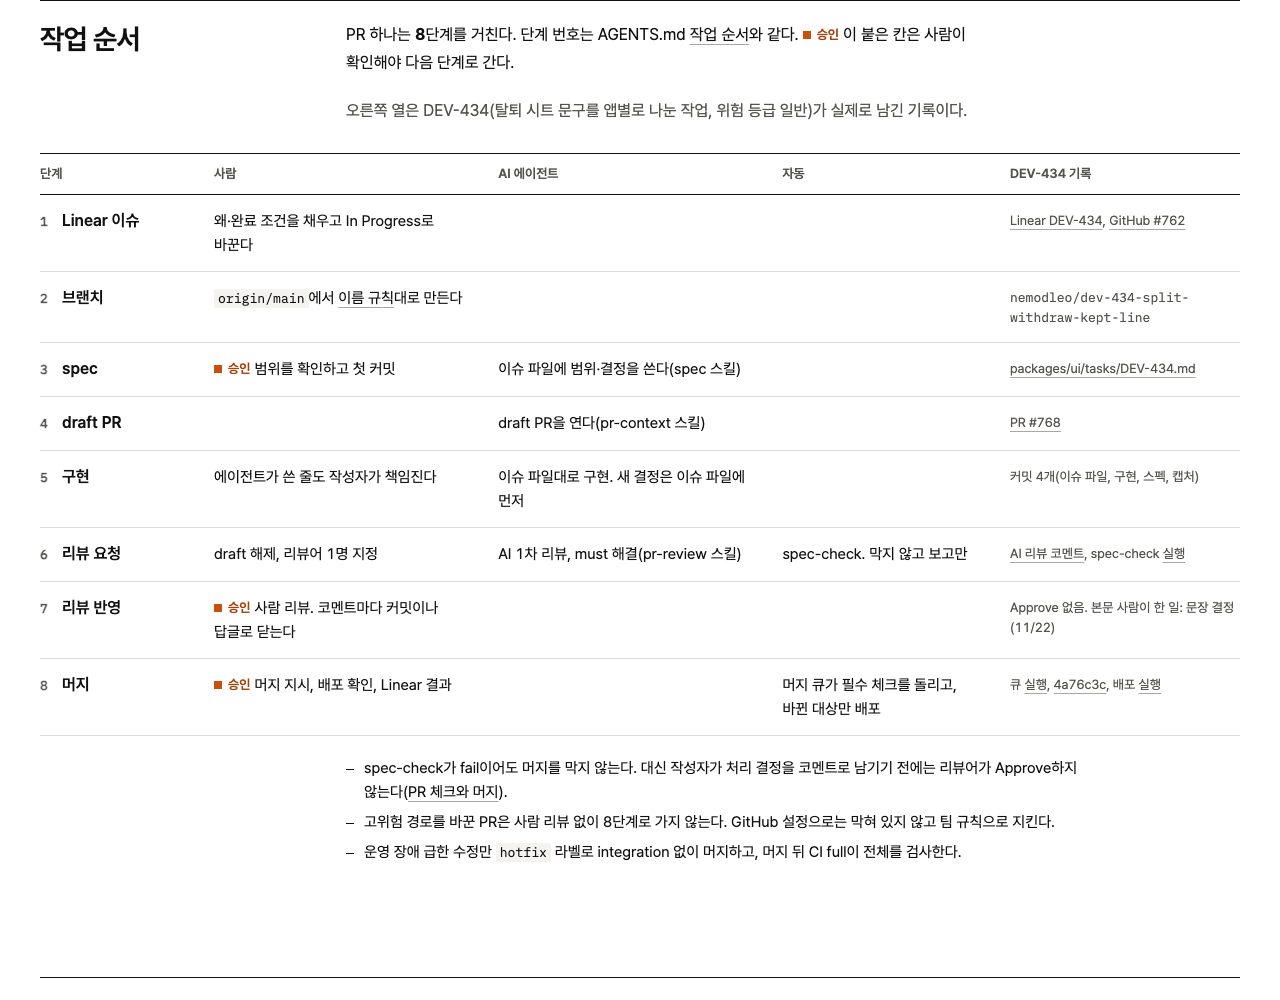 작업 순서
PR 하나는 8단계를 거친다. 단계 번호는 AGENTS.md 작업 순서와 같다. ■ 승인 이 붙은 칸은 사람이
확인해야 다음 단계로 간다.
오른쪽 열은 DEV-434(탈퇴 시트 문구를 앱별로 나눈 작업, 위험 등급 일반)가 실제로 남긴 기록이다.
단계 사람 AI 에이전트 자동 DEV-434 기록
1 Linear 이슈 왜·완료 조건을 채우고 In Progress로 Linear DEV-434, GitHub #762
바꾼다
2 브랜치 origin/main 에서 이름 규칙대로 만든다 nemodleo/dev-434-split-
withdraw-kept-line
3 spec ■ 승인 범위를 확인하고 첫 커밋 이슈 파일에 범위·결정을 쓴다(spec 스킬) packages/ui/tasks/DEV-434.md
4 draft PR draft PR을 연다(pr-context 스킬) PR #768
5 구현 에이전트가 쓴 줄도 작성자가 책임진다 이슈 파일대로 구현. 새 결정은 이슈 파일에 커밋 4개(이슈 파일, 구현, 스펙, 캡처)
먼저
6 리뷰 요청 draft 해제, 리뷰어 1명 지정 AI 1차 리뷰, must 해결(pr-review 스킬) spec-check. 막지 않고 보고만 AI 리뷰 코멘트, spec-check 실행
7 리뷰 반영 ■ 승인 사람 리뷰. 코멘트마다 커밋이나 Approve 없음. 본문 사람이 한 일: 문장 결정
답글로 닫는다 (11/22)
8 머지 ■ 승인 머지 지시, 배포 확인, Linear 결과 머지 큐가 필수 체크를 돌리고, 큐 실행, 4a76c3c, 배포 실행
바뀐 대상만 배포
– spec-check가 fail이어도 머지를 막지 않는다. 대신 작성자가 처리 결정을 코멘트로 남기기 전에는 리뷰어가 Approve하지
않는다(PR 체크와 머지).
– 고위험 경로를 바꾼 PR은 사람 리뷰 없이 8단계로 가지 않는다. GitHub 설정으로는 막혀 있지 않고 팀 규칙으로 지킨다.
– 운영 장애 급한 수정만 hotfix 라벨로 integration 없이 머지하고, 머지 뒤 CI full이 전체를 검사한다.